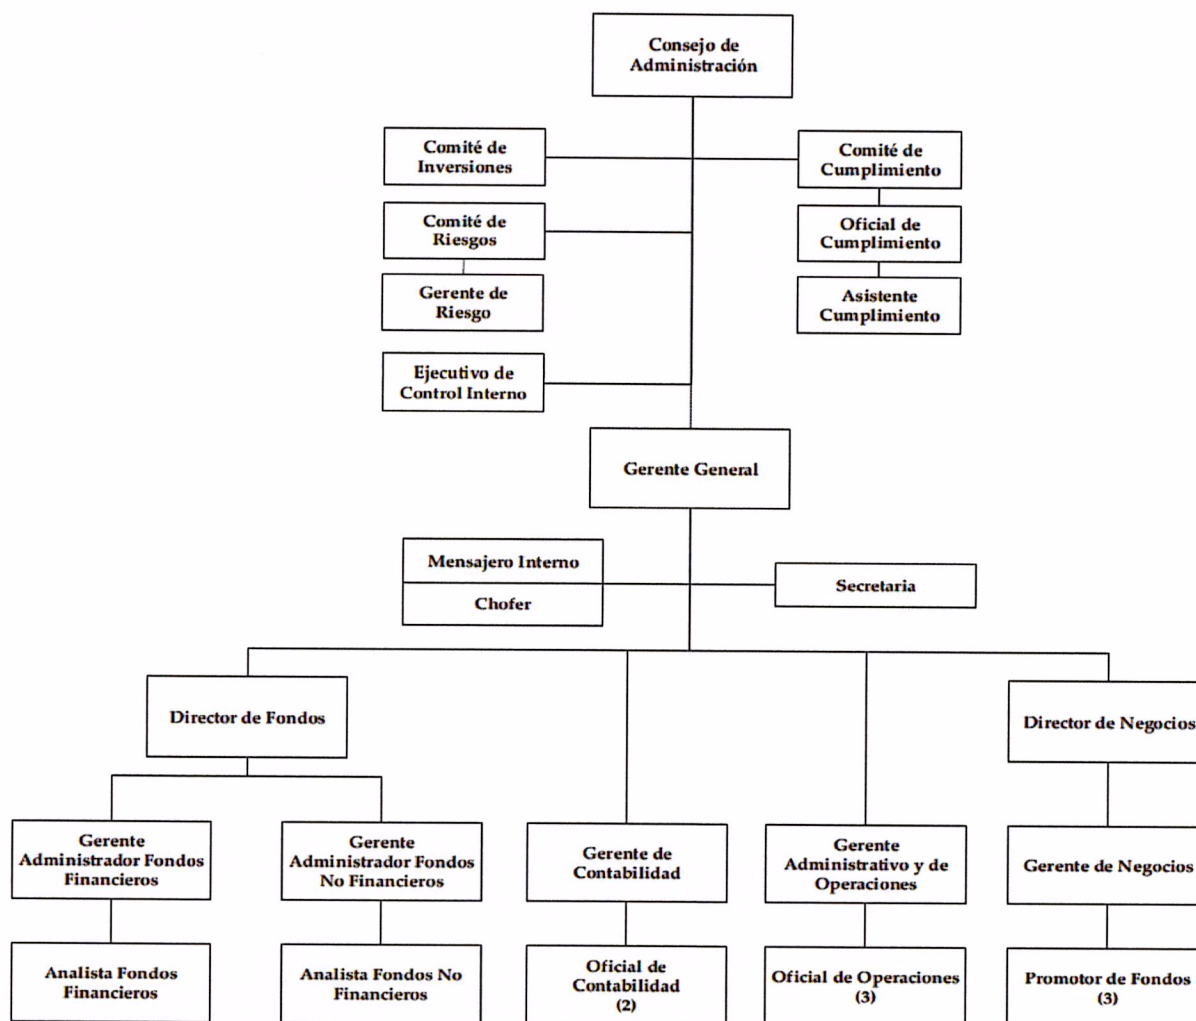 Consejo de
Administración
Comité de
Inversiones
Comité de
Cumplimiento
Comité de
Riesgos
Oficial de
Cumplimiento
Gerente de
Riesgo
Asistente
Cumplimiento
Ejecutivo de
Control Interno
Gerente General
Mensajero Interno
Chofer
Secretaria
Director de Fondos
Director de Negocios
Gerente
Administrador Fondos
Financieros
Gerente
Administrador Fondos
No Financieros
Gerente de
Contabilidad
Gerente
Administrativo y de
Operaciones
Gerente de Negocios
Analista Fondos
Financieros
Analista Fondos No
Financieros
Oficial de
Contabilidad
(2)
Oficial de Operaciones
(3)
Promotor de Fondos
(3)